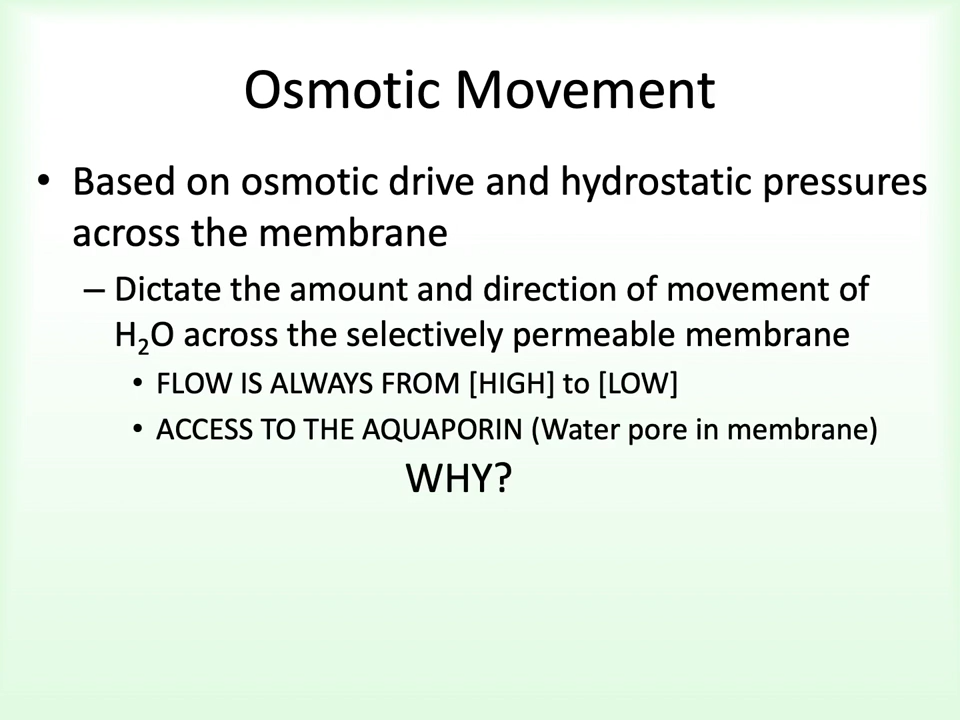 Osmotic Movement
• Based on osmotic drive and hydrostatic pressures
across the membrane
– Dictate the amount and direction of movement of
H₂O across the selectively permeable membrane
• FLOW IS ALWAYS FROM [HIGH] to [LOW]
• ACCESS TO THE AQUAPORIN (Water pore in membrane)
WHY?